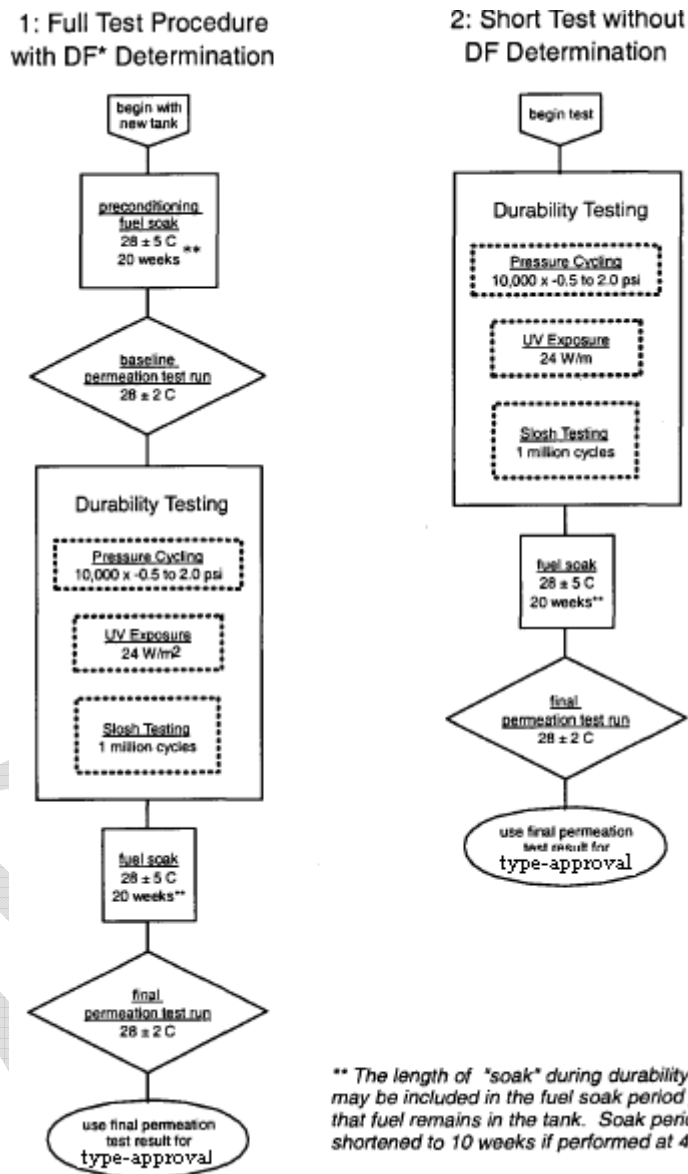 1: Full Test Procedure
with DF* Determination
begin with
new tank
preconditioning
fuel soak
28 ± 5 C
20 weeks **
baseline
permeation test run
28 ± 2 C
Durability Testing
Pressure Cycling
10,000 x -0.5 to 2.0 psi
UV Exposure
24 W/m2
Slosh Testing
1 million cycles
fuel soak
28 ± 5 C
20 weeks**
final
permeation test run
28 ± 2 C
use final permeation
test result for
type-approval
2: Short Test without
DF Determination
begin test
Durability Testing
Pressure Cycling
10,000 x -0.5 to 2.0 psi
UV Exposure
24 W/m
Slosh Testing
1 million cycles
fuel soak
28 ± 5 C
20 weeks**
final
permeation test run
28 ± 2 C
use final permeation
test result for
type-approval
** The length of "soak" during durability
may be included in the fuel soak period
that fuel remains in the tank. Soak
shortened to 10 weeks if performed at 4